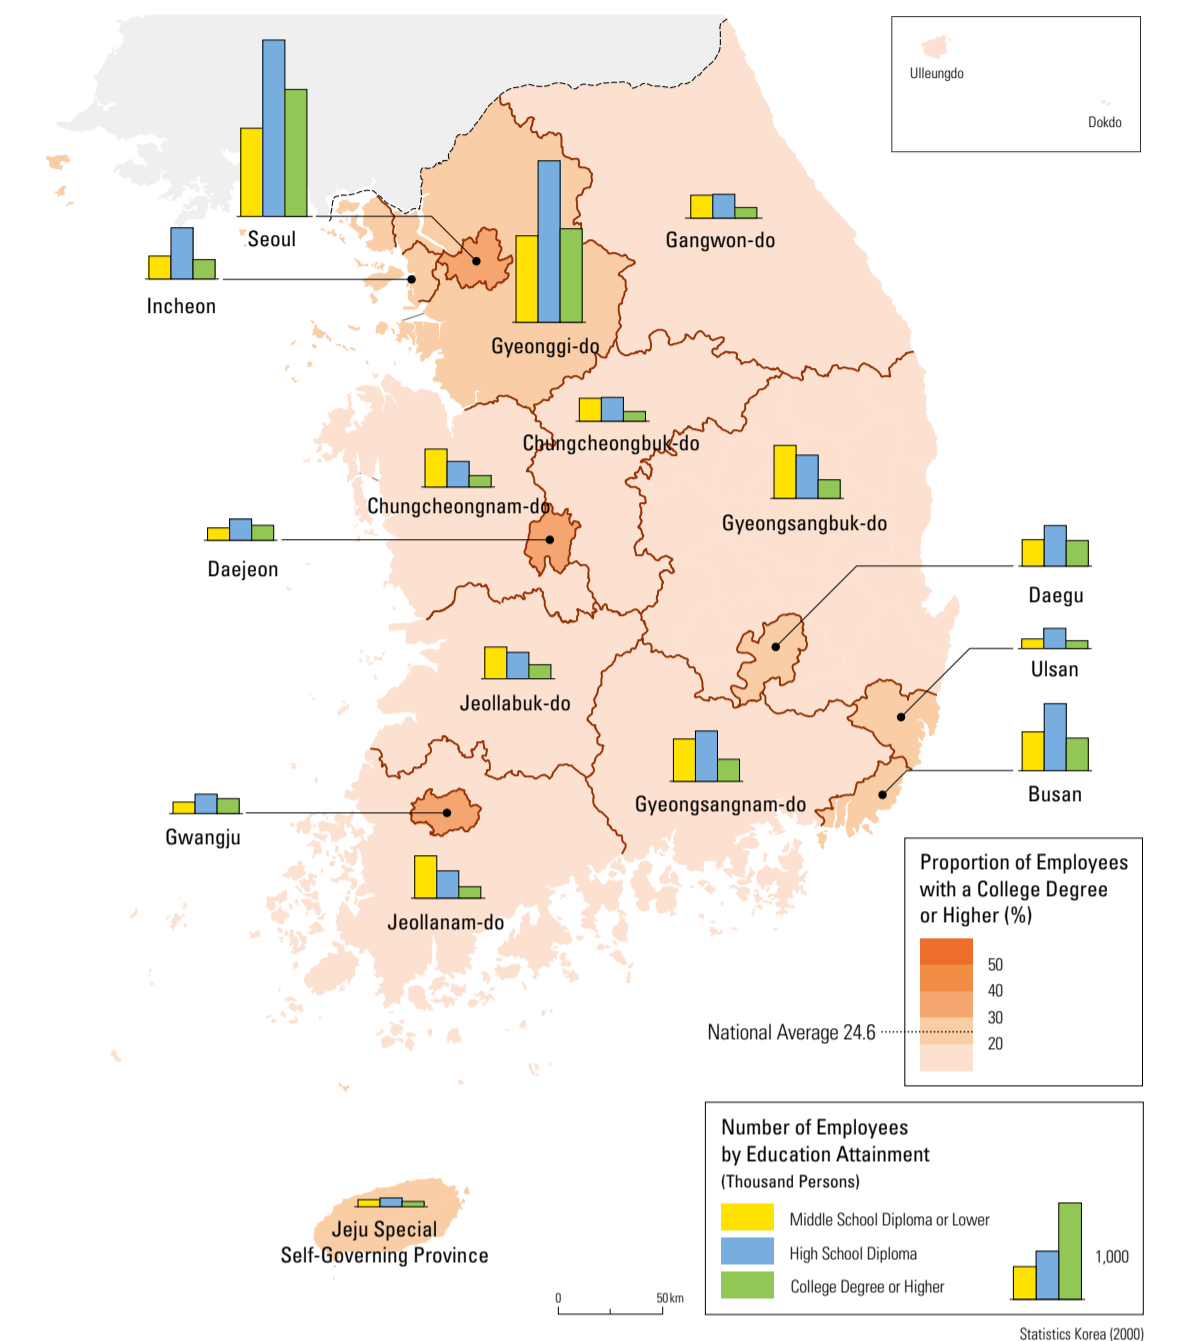 Ulleungdo
Dokdo
Seoul
Gangwon-do
Incheon
Gyeonggi-do
Chungcheongbuk-do
Chungcheongnam-do
Gyeongsangbuk-do
Daejeon
Daegu
Ulsan
Jeollabuk-do
Busan
Gyeongsangnam-do
Gwangju
Jeollanam-do
Proportion of Employees
with a College Degree
or Higher (%)
50
40
30
20
National Average 24.6
Jeju Special
Self-Governing Province
Number of Employees
by Education Attainment
(Thousand Persons)
Middle School Diploma or Lower
High School Diploma
College Degree or Higher
1,000
0 50 km
Statistics Korea (2000)